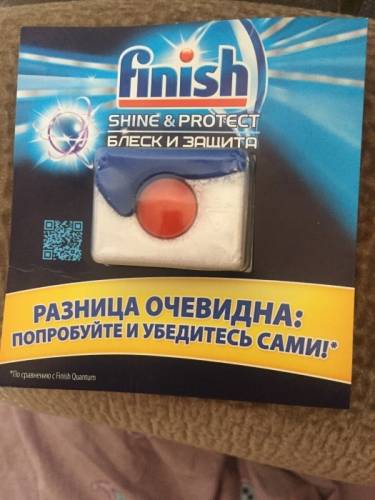 finish
SHINE & PROTECT
БЛЕСК И ЗАЩИТА
РАЗНИЦА ОЧЕВИДНА:
ПОПРОБУЙТЕ И УБЕДИТЕСЬ САМИ!*
*По сравнению с Finish Quantum